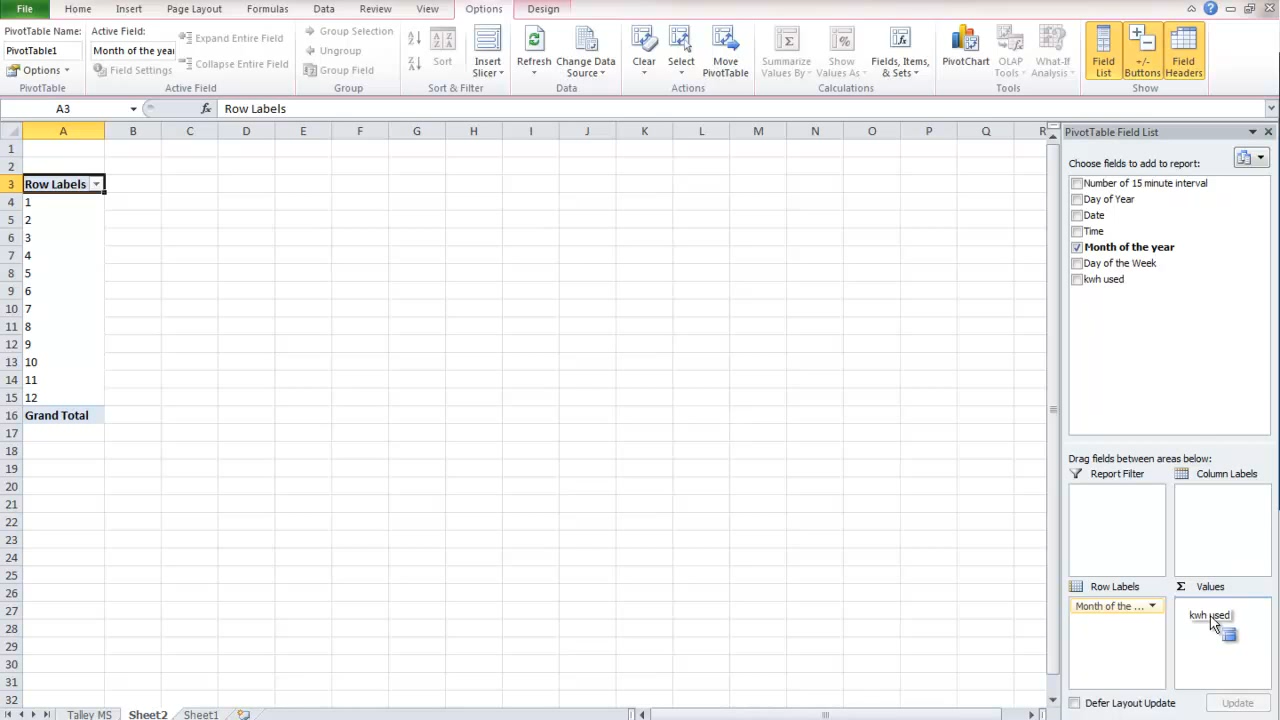 File Home Insert Page Layout Formulas Data Review View Options Design
PivotTable Name:
PivotTable1
Options
PivotTable
Active Field:
Month of the year
Field Settings
Expand Entire Field
Collapse Entire Field
Active Field
Group Selection
Ungroup
Group Field
Group
Sort
Insert
Slicer
Sort & Filter
Refresh
Change Data
Source
Data
Clear
Select
Move
PivotTable
Actions
Summarize
Values By
Show
Values As
Fields, Items,
& Sets
Calculations
PivotChart
OLAP
Tools
What-If
Analysis
Tools
Field
List
+/-
Buttons
Field
Headers
Show
A3 fx Row Labels
A B C D E F G H I J K L M N O P Q R
1
2
3 Row Labels
4 1
5 2
6 3
7 4
8 5
9 6
10 7
11 8
12 9
13 10
14 11
15 12
16 Grand Total
17
18
19
20
21
22
23
24
25
26
27
28
29
30
31
32
Talley MS Sheet2 Sheet1
PivotTable Field List
Choose fields to add to report:
Number of 15 minute interval
Day of Year
Date
Time
Month of the year
Day of the Week
kwh used
Drag fields between areas below:
Report Filter
Column Labels
Row Labels
Σ Values
Month of the ...
kwh used
Defer Layout Update
Update